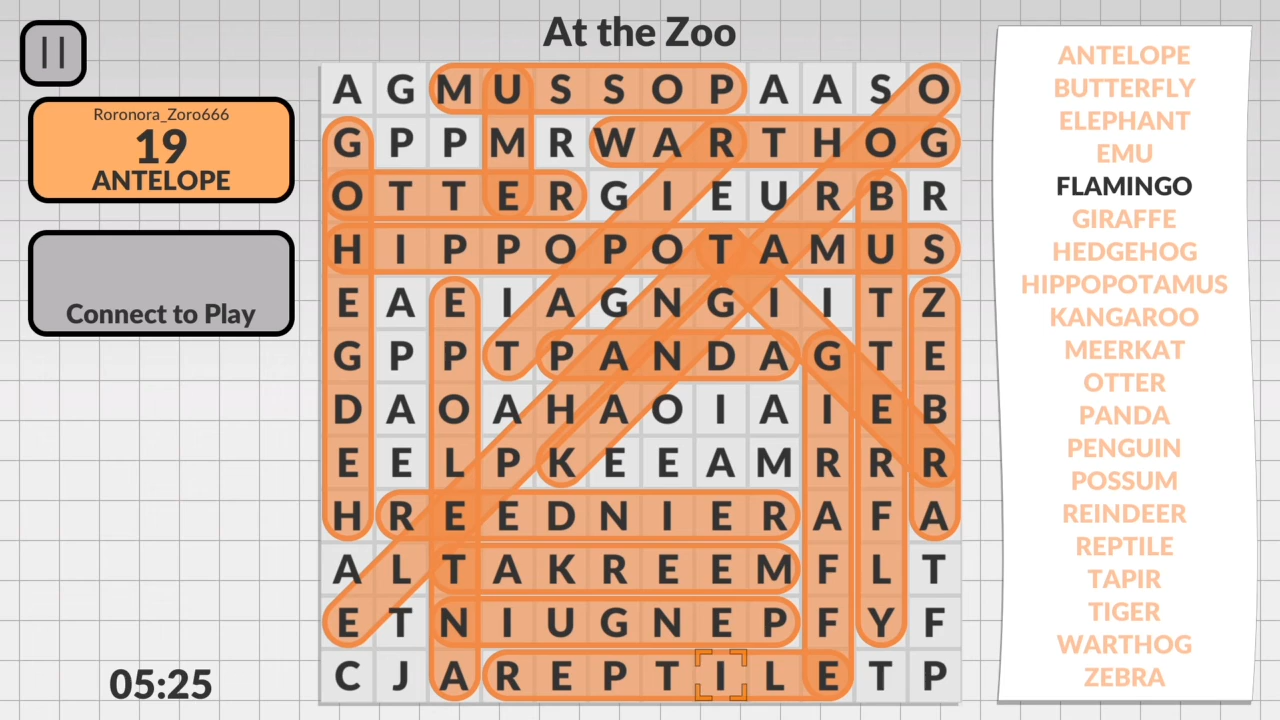 At the Zoo
Roronora_Zoro666
19
ANTELOPE
Connect to Play
05:25
A G M U S S O P A A S O
G P P M R W A R T H O G
O T T E R G I E U R B R
H I P P O P O T A M U S
E A E I A G N G I I T Z
G P P T P A N D A G T E
D A O A H A O I A I E B
E E L P K E E A M R R R
H R E E D N I E R A F A
A L T A K R E E M F L T
E T N I U G N E P F Y F
C J A R E P T I L E T P
ANTELOPE
BUTTERFLY
ELEPHANT
EMU
FLAMINGO
GIRAFFE
HEDGEHOG
HIPPOPOTAMUS
KANGAROO
MEERKAT
OTTER
PANDA
PENGUIN
POSSUM
REINDEER
REPTILE
TAPIR
TIGER
WARTHOG
ZEBRA